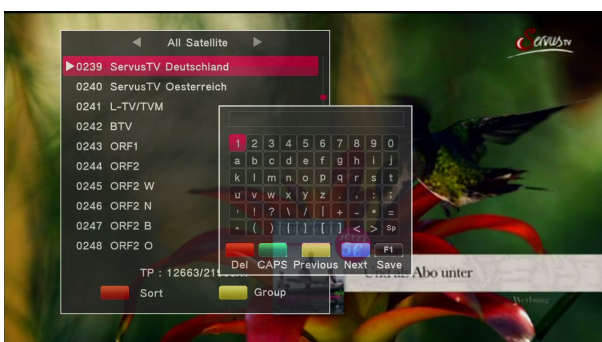 ServusTV
◀ All Satellite ▶
0239 ServusTV Deutschland
0240 ServusTV Oesterreich
0241 L-TV/TVM
0242 BTV
0243 ORF1
0244 ORF2
0245 ORF2 W
0246 ORF2 N
0247 ORF2 B
0248 ORF2 O
1 2 3 4 5 6 7 8 9 0
a b c d e f g h i j
k l m n o p q r s t
u v w x y z . , : ;
' ! ? \ / | + - * =
( ) { } [ ] < > Sp
F1
Del CAPS Previous Next Save
TP : 12663/21
Abo unter
Sort Group
Werbung